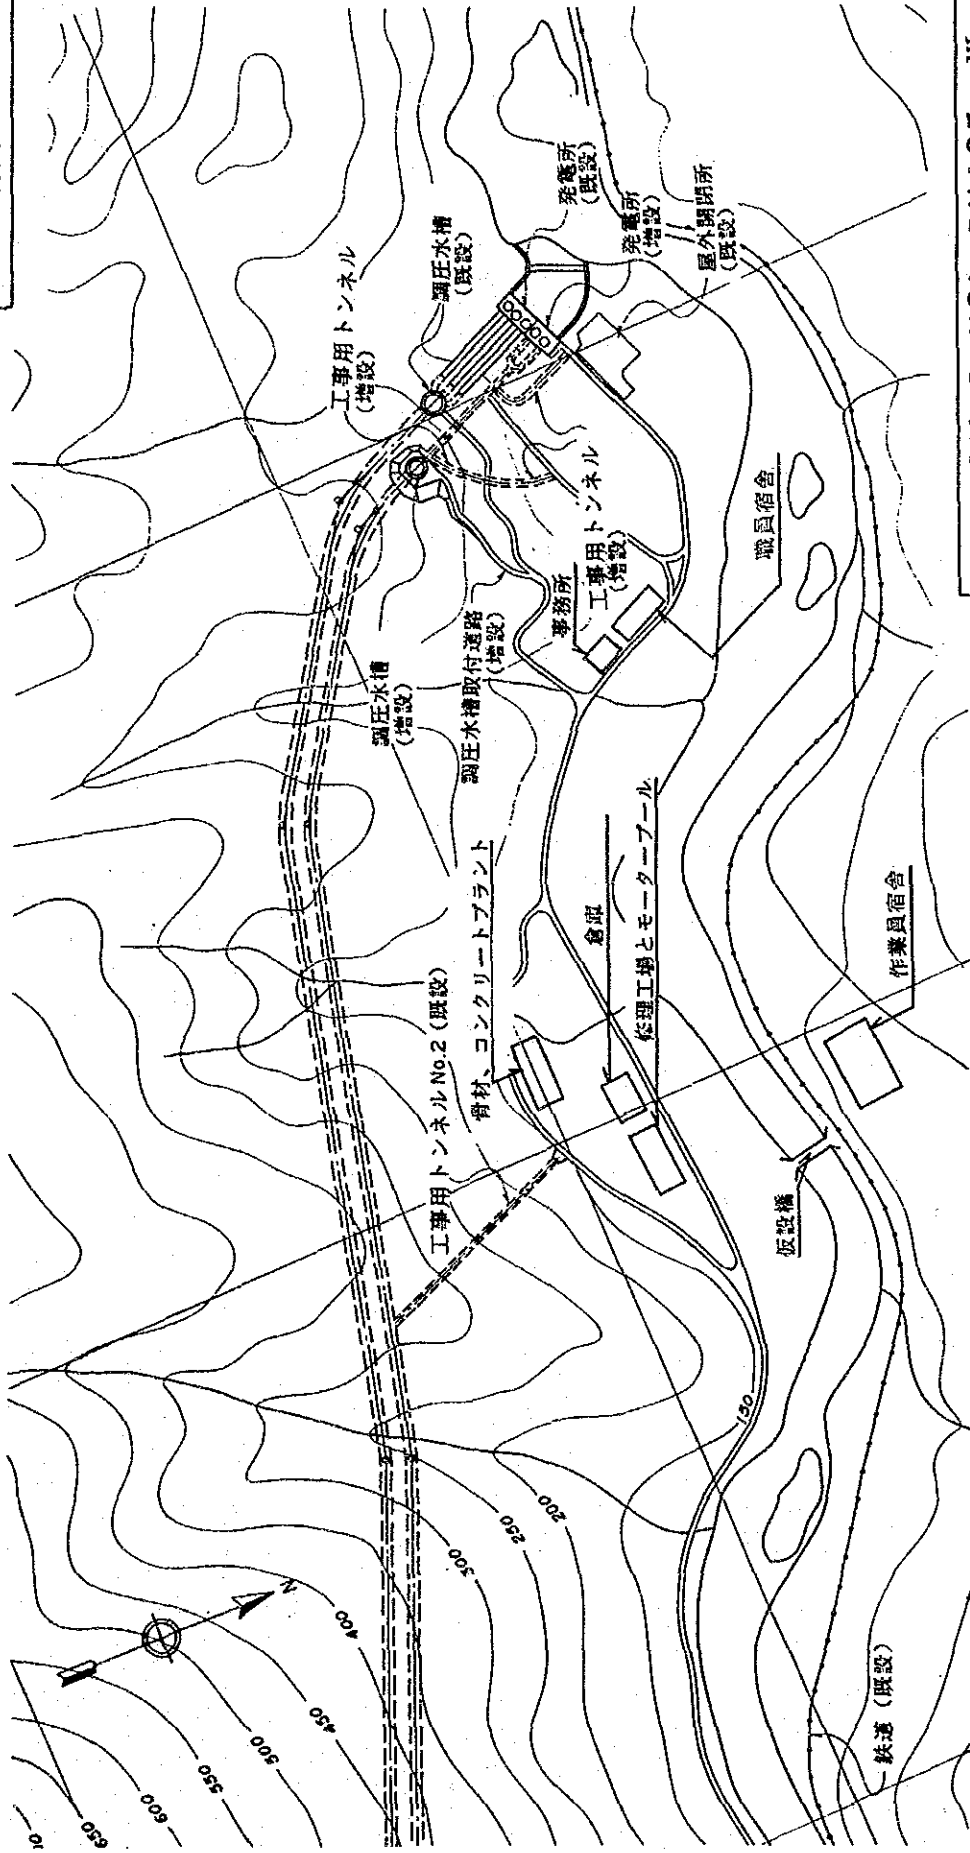 発電所
(既設)
発電所
(増設)
屋外開閉所
(既設)
調圧水槽
(既設)
工事用トンネル
(増設)
工事用トンネル
(増設)
職員宿舎
事務所
調圧水槽
(増設)
調圧水槽取付道路
(増設)
骨材、コンクリートプラント
倉庫
修理工場とモータープール
作業員宿舎
工事用トンネルNo.2(既設)
仮設橋
130
200
250
300
400
450
500
550
600
650
N
鉄道(既設)